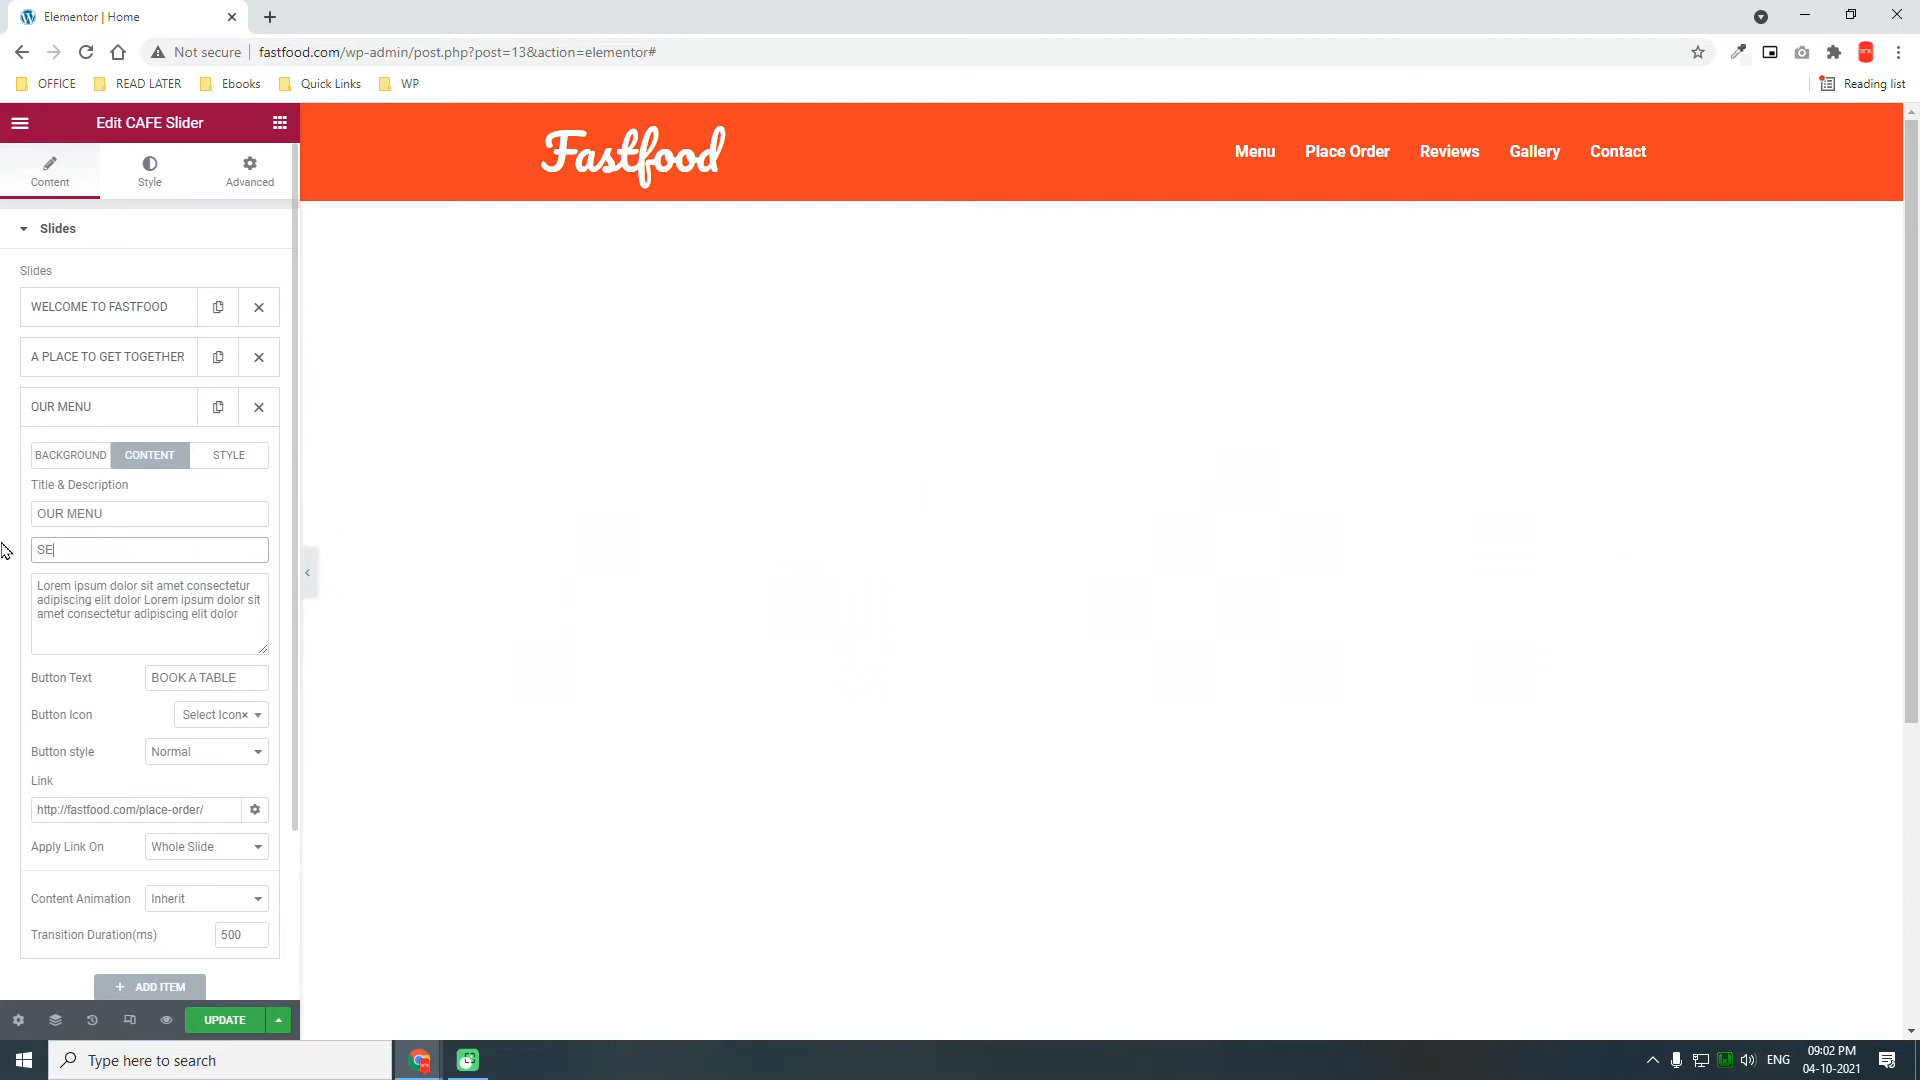 Elementor | Home
Not secure
fastfood.com/wp-admin/post.php?post=13&action=elementor#
OFFICE
READ LATER
Ebooks
Quick Links
WP
Reading list
Edit CAFE Slider
Content
Style
Advanced
Fastfood
Menu
Place Order
Reviews
Gallery
Contact
Slides
Slides
WELCOME TO FASTFOOD
A PLACE TO GET TOGETHER
OUR MENU
BACKGROUND
CONTENT
STYLE
Title & Description
OUR MENU
SE
Lorem ipsum dolor sit amet consectetur
adipiscing elit dolor Lorem ipsum dolor sit
amet consectetur adipiscing elit dolor
Button Text
BOOK A TABLE
Button Icon
Select Icon×
Button style
Normal
Link
http://fastfood.com/place-order/
Apply Link On
Whole Slide
Content Animation
Inherit
Transition Duration(ms)
500
+ ADD ITEM
UPDATE
Type here to search
ENG
09:02 PM
04-10-2021